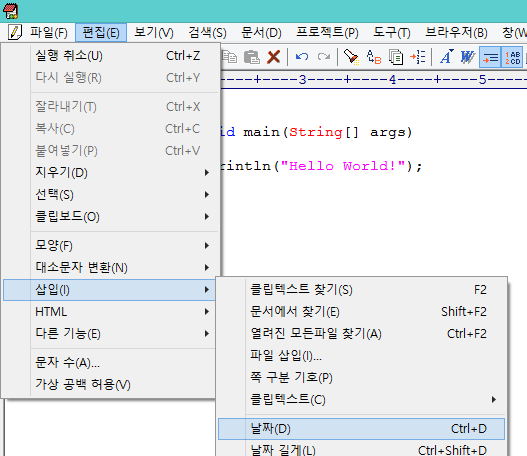 파일(F) 편집(E) 보기(V) 검색(S) 문서(D) 프로젝트(P) 도구(T) 브라우저(B) 창(W
실행 취소(U) Ctrl+Z
다시 실행(R) Ctrl+Y
잘라내기(T) Ctrl+X
복사(C) Ctrl+C
붙여넣기(P) Ctrl+V
지우기(D)
선택(S)
클립보드(O)
모양(F)
대소문자 변환(N)
삽입(I)
HTML
다른 기능(E)
문자 수(A)...
가상 공백 허용(V)
----+----3----+----4----+----5----
id main(String[] args)
println("Hello World!");
클립텍스트 찾기(S) F2
문서에서 찾기(E) Shift+F2
열려진 모든파일 찾기(A) Ctrl+F2
파일 삽입(I)...
쪽 구분 기호(P)
클립텍스트(C)
날짜(D) Ctrl+D
날짜 길게(L) Ctrl+Shift+D